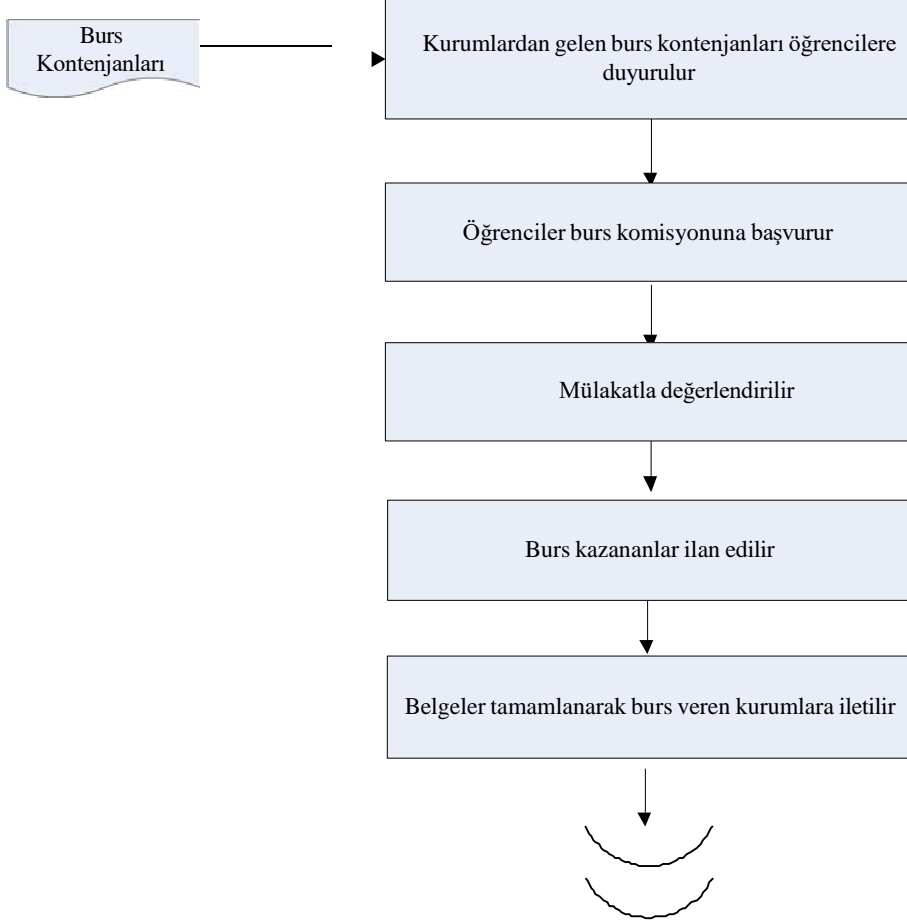 Burs
Kontenjanları
Kurumlardan gelen burs kontenjanları öğrencilere
duyurulur
Öğrenciler burs komisyonuna başvurur
Mülakatla değerlendirilir
Burs kazananlar ilan edilir
Belgeler tamamlanarak burs veren kurumlara iletilir